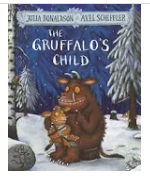 JULIA DONALDSON · AXEL SCHEFFLER
THE
GRUFFALO'S
CHILD